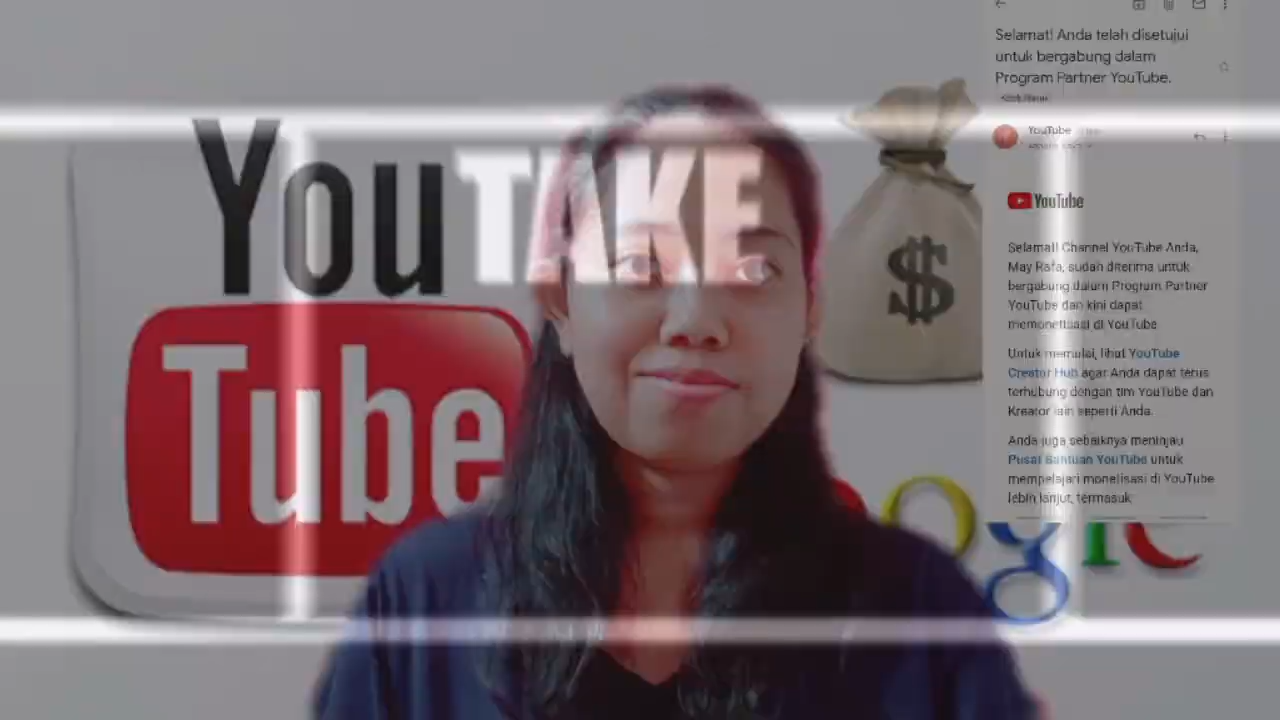 Selamat! Anda telah disetujui
untuk bergabung dalam
Program Partner YouTube.
YouTube
YouTube
Selamat! Channel YouTube Anda,
May Rafa, sudah diterima untuk
bergabung dalam Program Partner
YouTube dan kini dapat
memonetisasi di YouTube
Untuk memulai, lihat YouTube
Creator Hub agar Anda dapat terus
terhubung dengan tim YouTube dan
Kreator lain seperti Anda.
Anda juga sebaiknya meninjau
Pusat Bantuan YouTube untuk
mempelajari monetisasi di YouTube
lebih lanjut, termasuk
You
Tube
TAKE
$
ogle